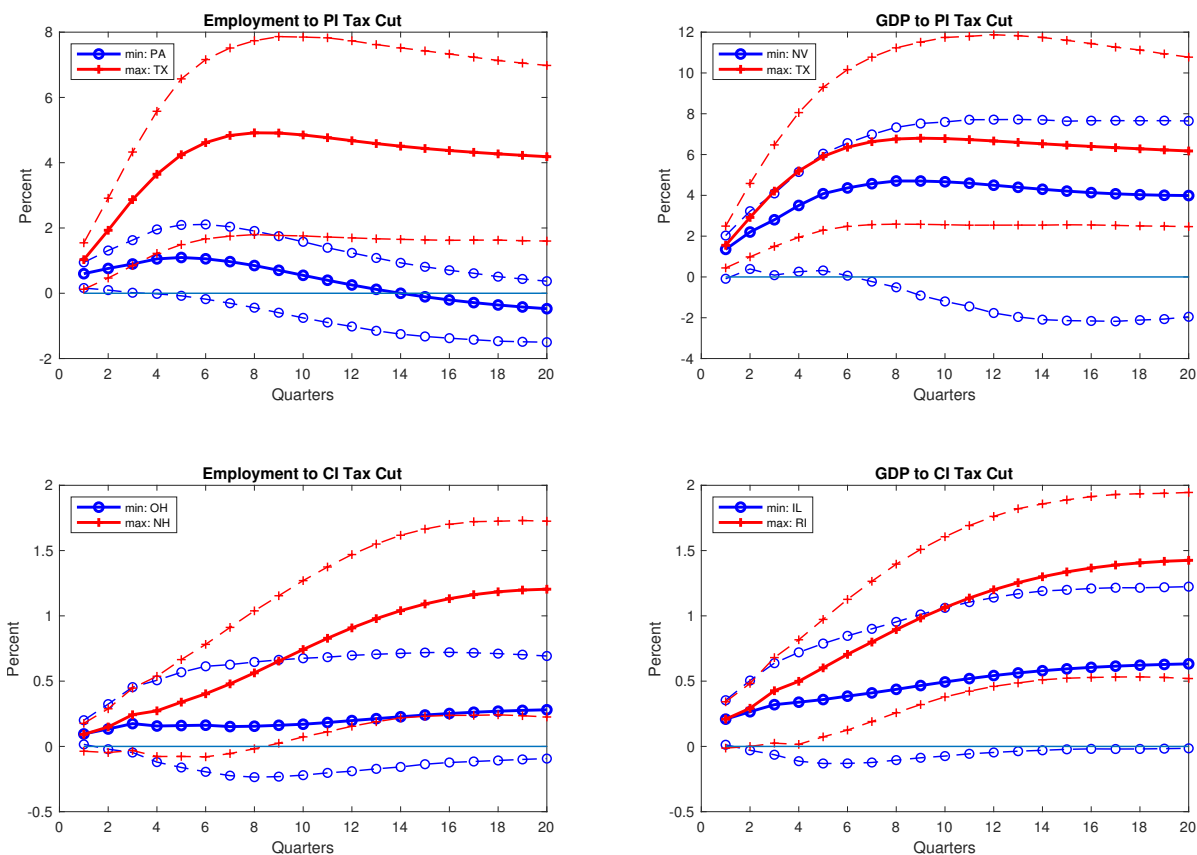 Employment to PI Tax Cut
8
6
4
2
0
-2
Percent
min: PA
max: TX
0 2 4 6 8 10 12 14 16 18 20
Quarters
GDP to PI Tax Cut
12
10
8
6
4
2
0
-2
-4
Percent
min: NV
max: TX
0 2 4 6 8 10 12 14 16 18 20
Quarters
Employment to CI Tax Cut
2
1.5
1
0.5
0
-0.5
Percent
min: OH
max: NH
0 2 4 6 8 10 12 14 16 18 20
Quarters
GDP to CI Tax Cut
2
1.5
1
0.5
0
-0.5
Percent
min: IL
max: RI
0 2 4 6 8 10 12 14 16 18 20
Quarters